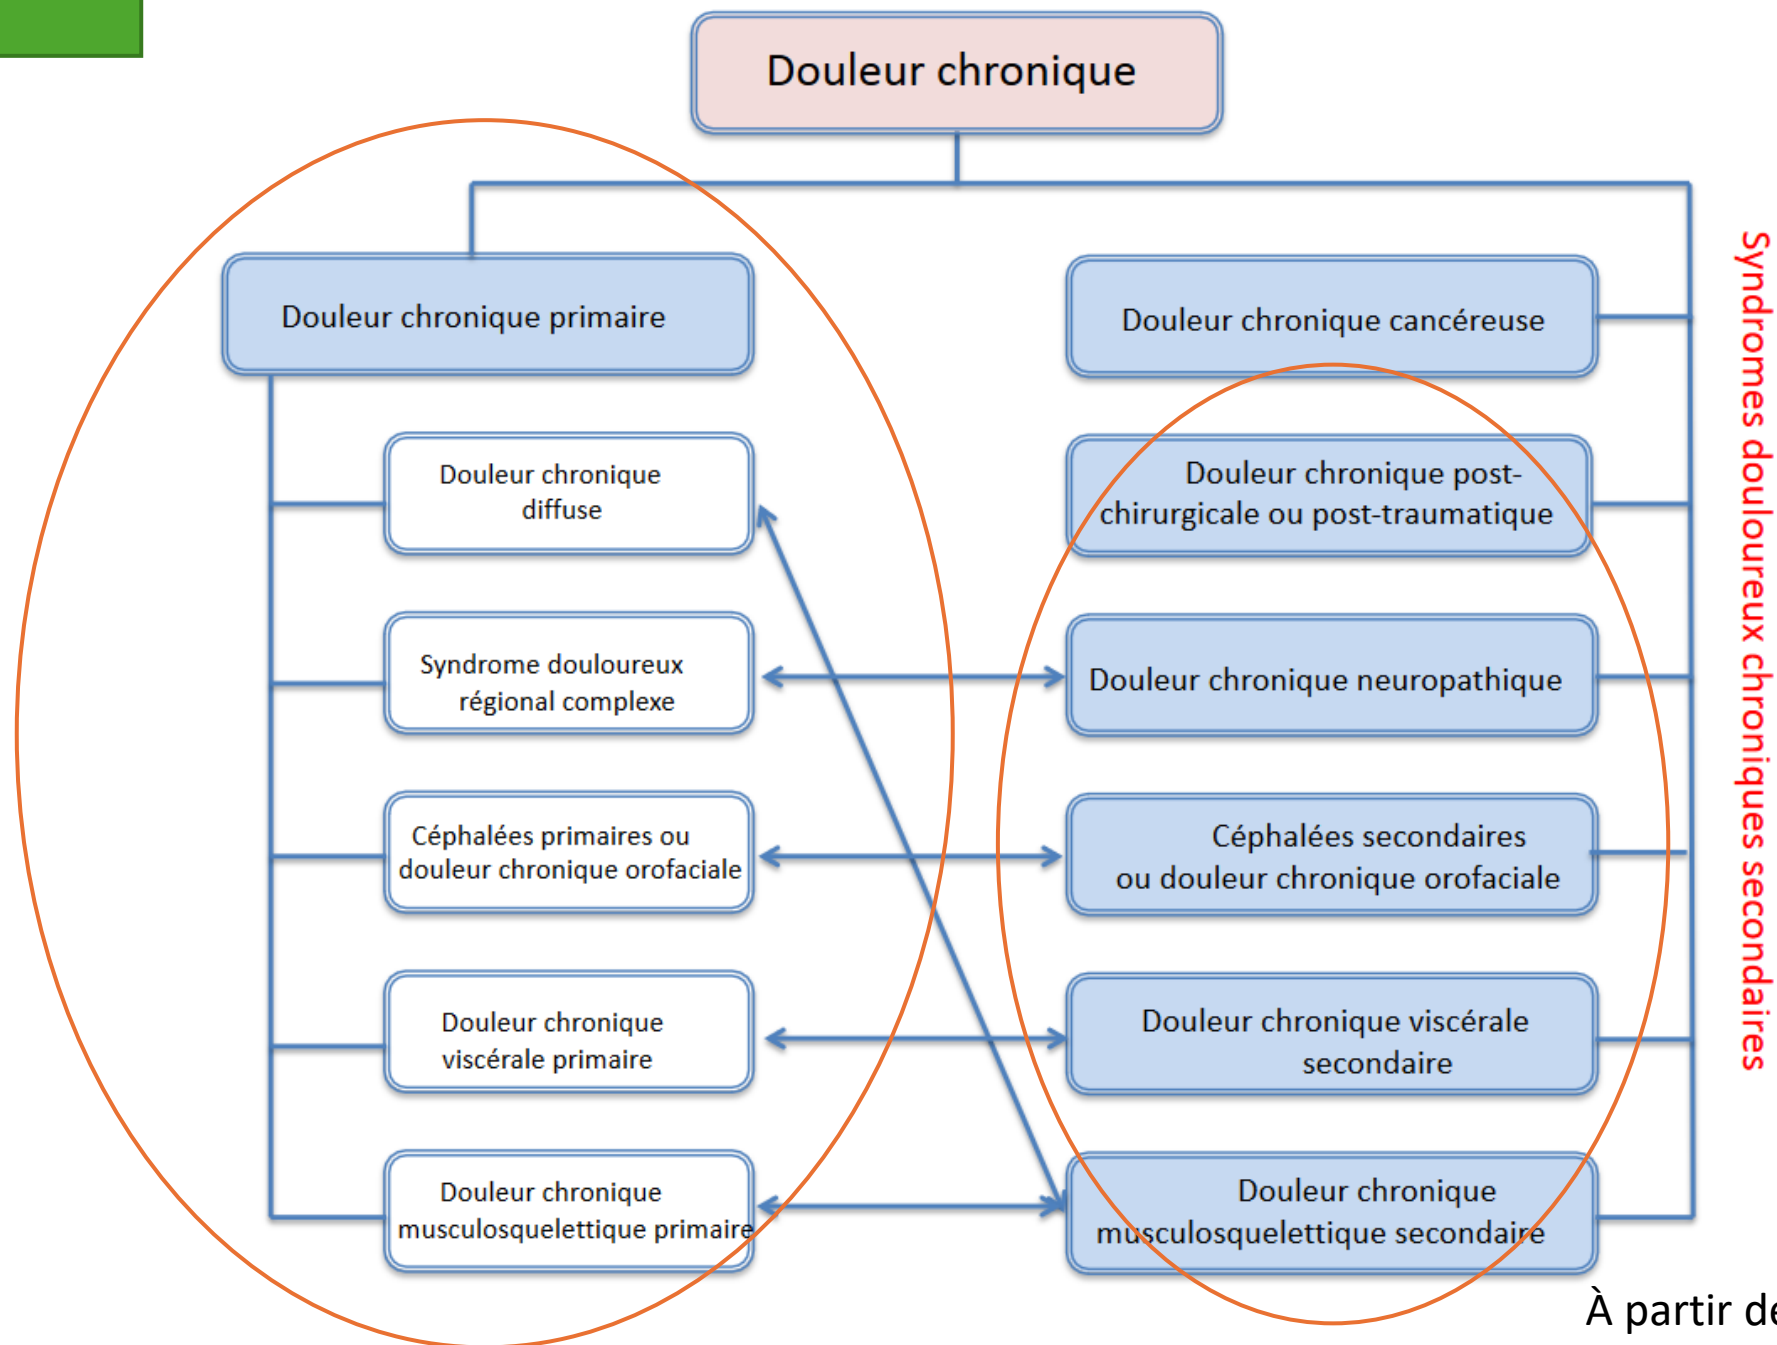 Douleur chronique
Douleur chronique primaire
Douleur chronique
diffuse
Syndrome douloureux
régional complexe
Céphalées primaires ou
douleur chronique orofaciale
Douleur chronique
viscérale primaire
Douleur chronique
musculosquelettique primaire
Douleur chronique cancéreuse
Douleur chronique post-
chirurgicale ou post-traumatique
Douleur chronique neuropathique
Céphalées secondaires
ou douleur chronique orofaciale
Douleur chronique viscérale
secondaire
Douleur chronique
musculosquelettique secondaire
Syndromes douloureux chroniques secondaires
À partir de